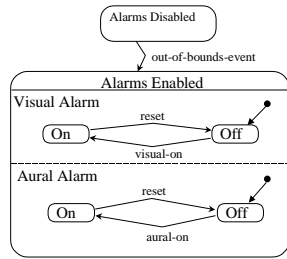 Alarms Disabled
out-of-bounds-event
Alarms Enabled
Visual Alarm
reset
On
Off
visual-on
Aural Alarm
reset
On
Off
aural-on